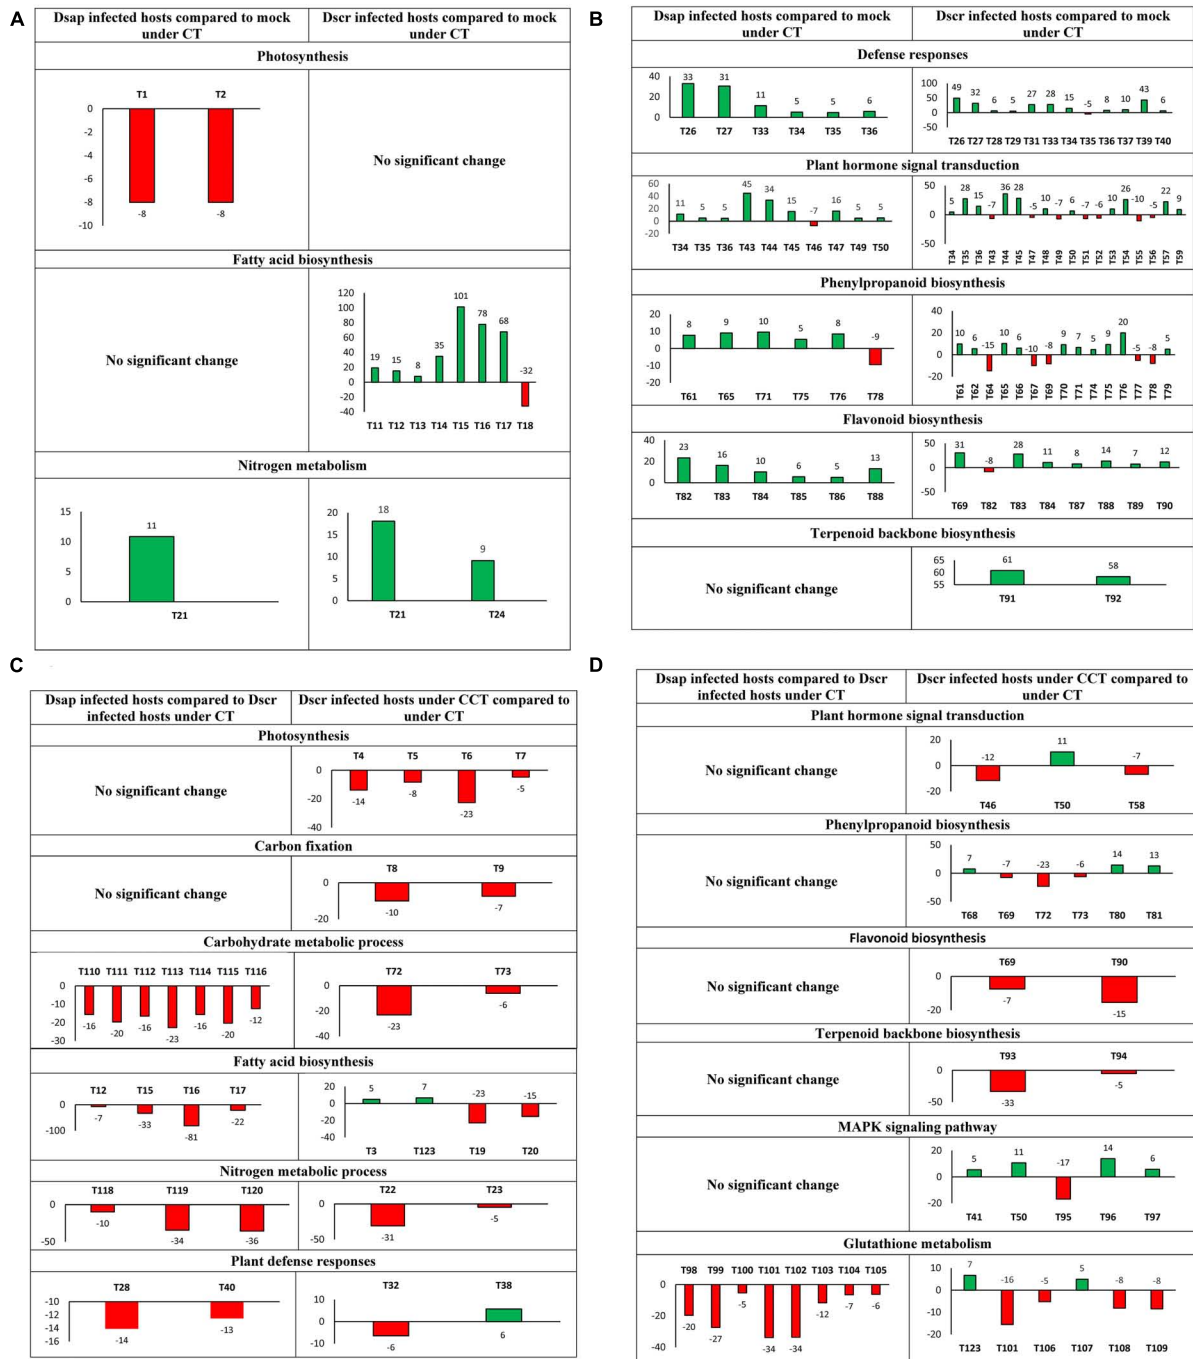 A
Dsap infected hosts compared to mock under CT
Dscr infected hosts compared to mock under CT
Photosynthesis
T1 T2
0
-2
-4
-6
-8
-10
-8 -8
No significant change
Fatty acid biosynthesis
No significant change
120
100
80
60
40
20
0
-20
-40
19 15 8 35 101 78 68 -32
T11 T12 T13 T14 T15 T16 T17 T18
Nitrogen metabolism
15
10
5
0
11
T21
20
15
10
5
0
18 9
T21 T24
B
Dsap infected hosts compared to mock under CT
Dscr infected hosts compared to mock under CT
Defense responses
40
20
0
33 31 11 5 5 6
T26 T27 T33 T34 T35 T36
100
50
0
-50
49 32 6 5 27 28 15 -5 8 10 43 6
T26 T27 T28 T29 T31 T33 T34 T35 T36 T37 T39 T40
Plant hormone signal transduction
60
40
20
0
-20
11 5 5 45 34 15 -7 16 5 5
T34 T35 T36 T43 T44 T45 T46 T47 T49 T50
50
0
-50
5 28 15 -7 36 28 -5 10 -7 6 -7 -6 10 26 -10 -5 22 9
T34 T35 T36 T43 T44 T45 T47 T48 T49 T50 T51 T52 T53 T54 T55 T56 T57 T59
Phenylpropanoid biosynthesis
20
10
0
-10
-20
8 9 10 5 8 -9
T61 T65 T71 T75 T76 T78
40
20
0
-20
10 6 -15 10 6 -10 -8 9 7 5 9 20 -5 -8 5
T61 T62 T64 T65 T66 T67 T69 T70 T71 T74 T75 T76 T77 T78 T79
Flavonoid biosynthesis
40
20
0
23 16 10 6 5 13
T82 T83 T84 T85 T86 T88
50
0
-50
31 -8 28 11 8 14 7 12
T69 T82 T83 T84 T87 T88 T89 T90
Terpenoid backbone biosynthesis
No significant change
65
60
55
61 58
T91 T92
C
Dsap infected hosts compared to Dscr infected hosts under CT
Dscr infected hosts under CCT compared to under CT
Photosynthesis
No significant change
T4 T5 T6 T7
0
-20
-40
-14 -8 -23 -5
Carbon fixation
No significant change
T8 T9
0
-20
-10 -7
Carbohydrate metabolic process
T110 T111 T112 T113 T114 T115 T116
0
-10
-20
-30
-16 -20 -16 -23 -16 -20 -12
T72 T73
0
-20
-40
-23 -6
Fatty acid biosynthesis
T12 T15 T16 T17
0
-100
-7 -33 -81 -22
20
0
-20
-40
5 7 -23 -15
T3 T123 T19 T20
Nitrogen metabolic process
T118 T119 T120
0
-50
-10 -34 -36
T22 T23
0
-50
-31 -5
Plant defense responses
T28 T40
-10
-11
-12
-13
-14
-15
-16
-14 -13
T32 T38
10
0
-10
-6 6
D
Dsap infected hosts compared to Dscr infected hosts under CT
Dscr infected hosts under CCT compared to under CT
Plant hormone signal transduction
No significant change
20
0
-20
-12 11 -7
T46 T50 T58
Phenylpropanoid biosynthesis
No significant change
50
0
-50
7 -7 -23 -6 14 13
T68 T69 T72 T73 T80 T81
Flavonoid biosynthesis
No significant change
T69 T90
0
-20
-7 -15
Terpenoid backbone biosynthesis
No significant change
T93 T94
0
-50
-33 -5
MAPK signaling pathway
No significant change
20
0
-20
5 11 -17 14 6
T41 T50 T95 T96 T97
Glutathione metabolism
T98 T99 T100 T101 T102 T103 T104 T105
0
-20
-40
-20 -27 -5 -34 -34 -12 -7 -6
10
0
-10
-20
7 -16 -5 5 -8 -8
T123 T101 T106 T107 T108 T109